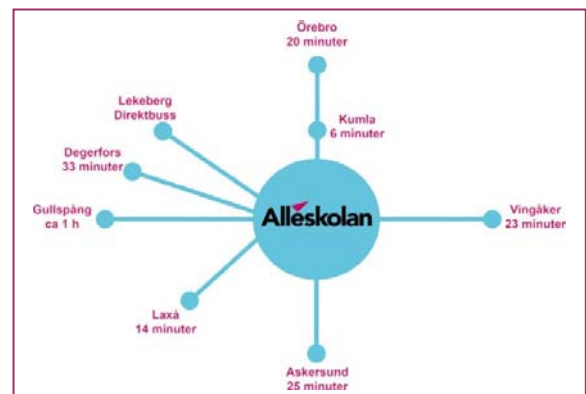 Örebro
20 minuter
Lekeberg
Direktbuss
Kumla
6 minuter
Degerfors
33 minuter
Gullspång
ca 1 h
Alléskolan
Vingåker
23 minuter
Laxå
14 minuter
Askersund
25 minuter